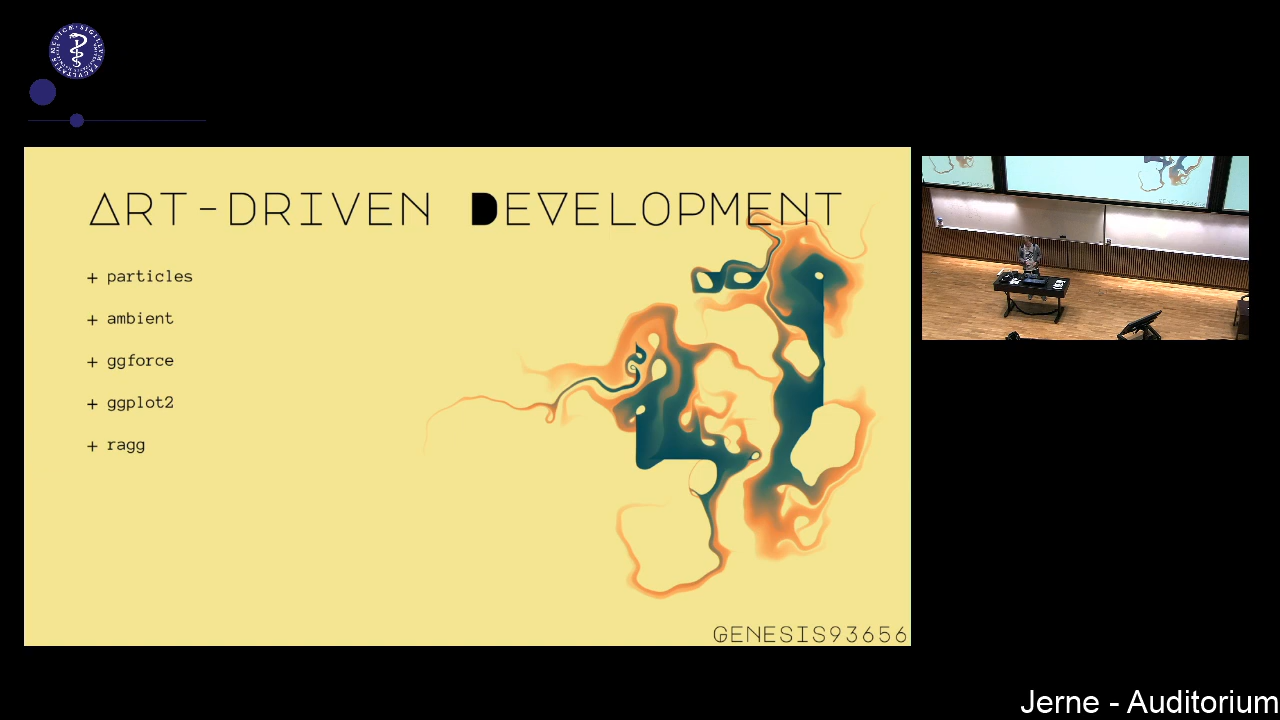 ART-DRIVEN DEVELOPMENT
+ particles
+ ambient
+ ggforce
+ ggplot2
+ ragg
GENESIS93656
Jerne - Auditorium